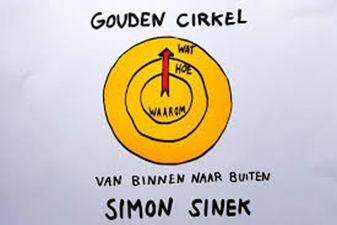 GOUDEN CIRKEL
WAT
HOE
WAAROM
VAN BINNEN NAAR BUITEN
SIMON SINEK